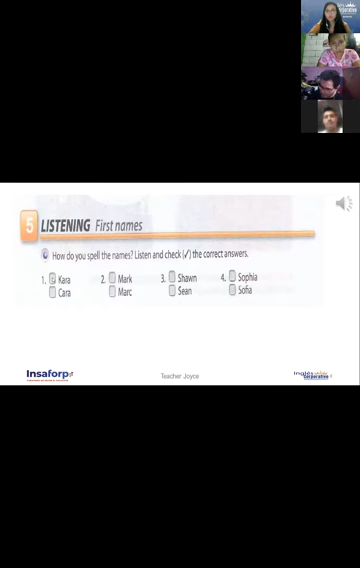 5 LISTENING First names
How do you spell the names? Listen and check (✓) the correct answers.
1. Kara 2. Mark 3. Shawn 4. Sophia
Cara Marc Sean Sofia
Insaforp
Teacher Joyce
Corporativo